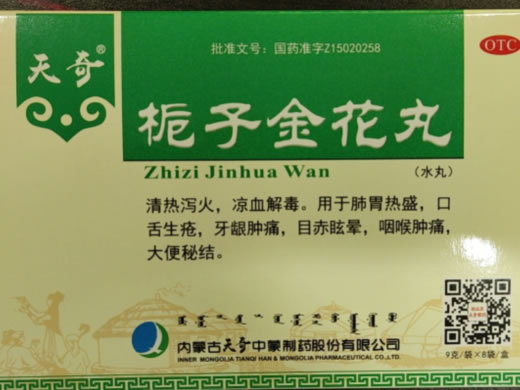 天奇®
批准文号：国药准字Z15020258
OTC
栀子金花丸
Zhizi Jinhua Wan
（水丸）
清热泻火，凉血解毒。用于肺胃热盛，口
舌生疮，牙龈肿痛，目赤眩晕，咽喉肿痛，
大便秘结。
内蒙古天奇中蒙制药股份有限公司
INNER MONGOLIA TIANQI HAN & MONGOLIA PHARMACEUTICAL CO.,LTD.
9克/袋×8袋/盒